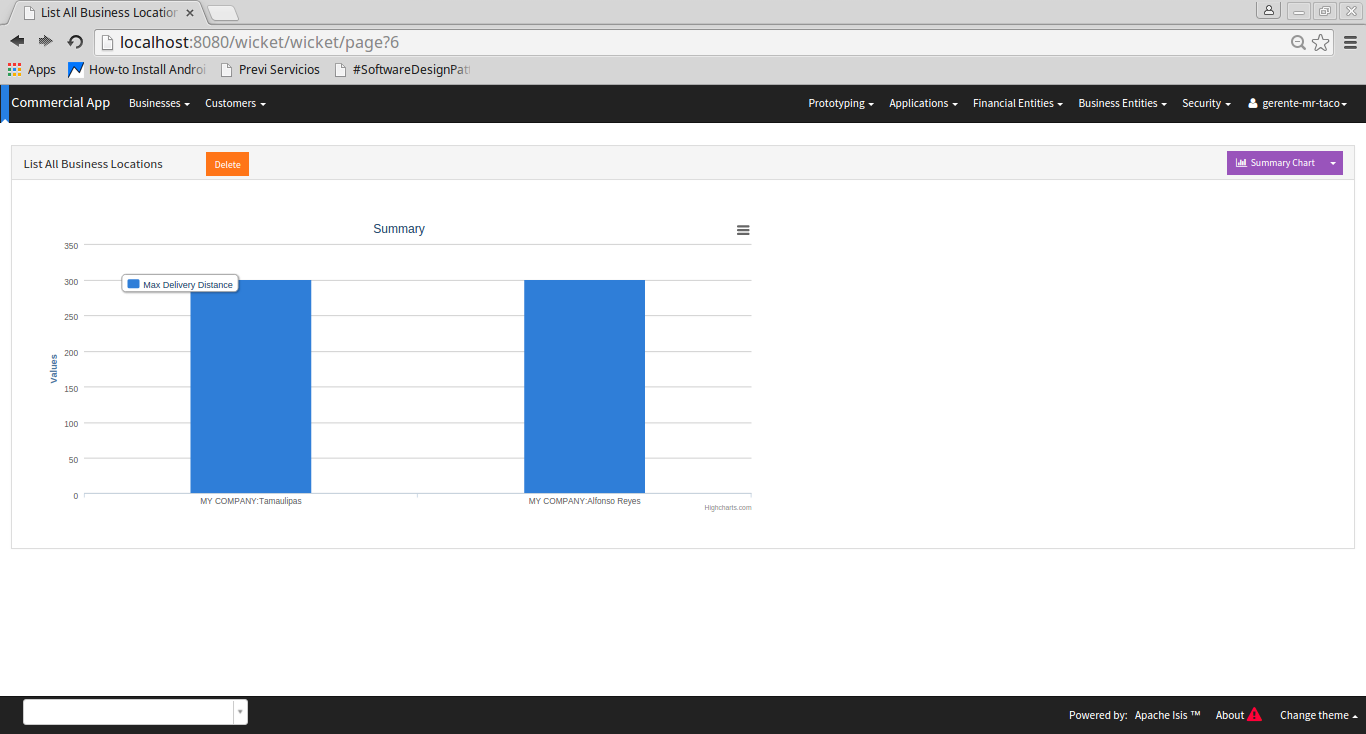 List All Business Location
localhost:8080/wicket/wicket/page?6
Apps How-to Install Androi Previ Servicios #SoftwareDesignPat
Commercial App Businesses Customers Prototyping Applications Financial Entities Business Entities Security gerente-mr-taco
List All Business Locations Delete Summary Chart
Summary
350
Max Delivery Distance
300
250
200
Values
150
100
50
0
MY COMPANY:Tamaulipas MY COMPANY:Alfonso Reyes
Highcharts.com
Powered by: Apache Isis ™ About Change theme